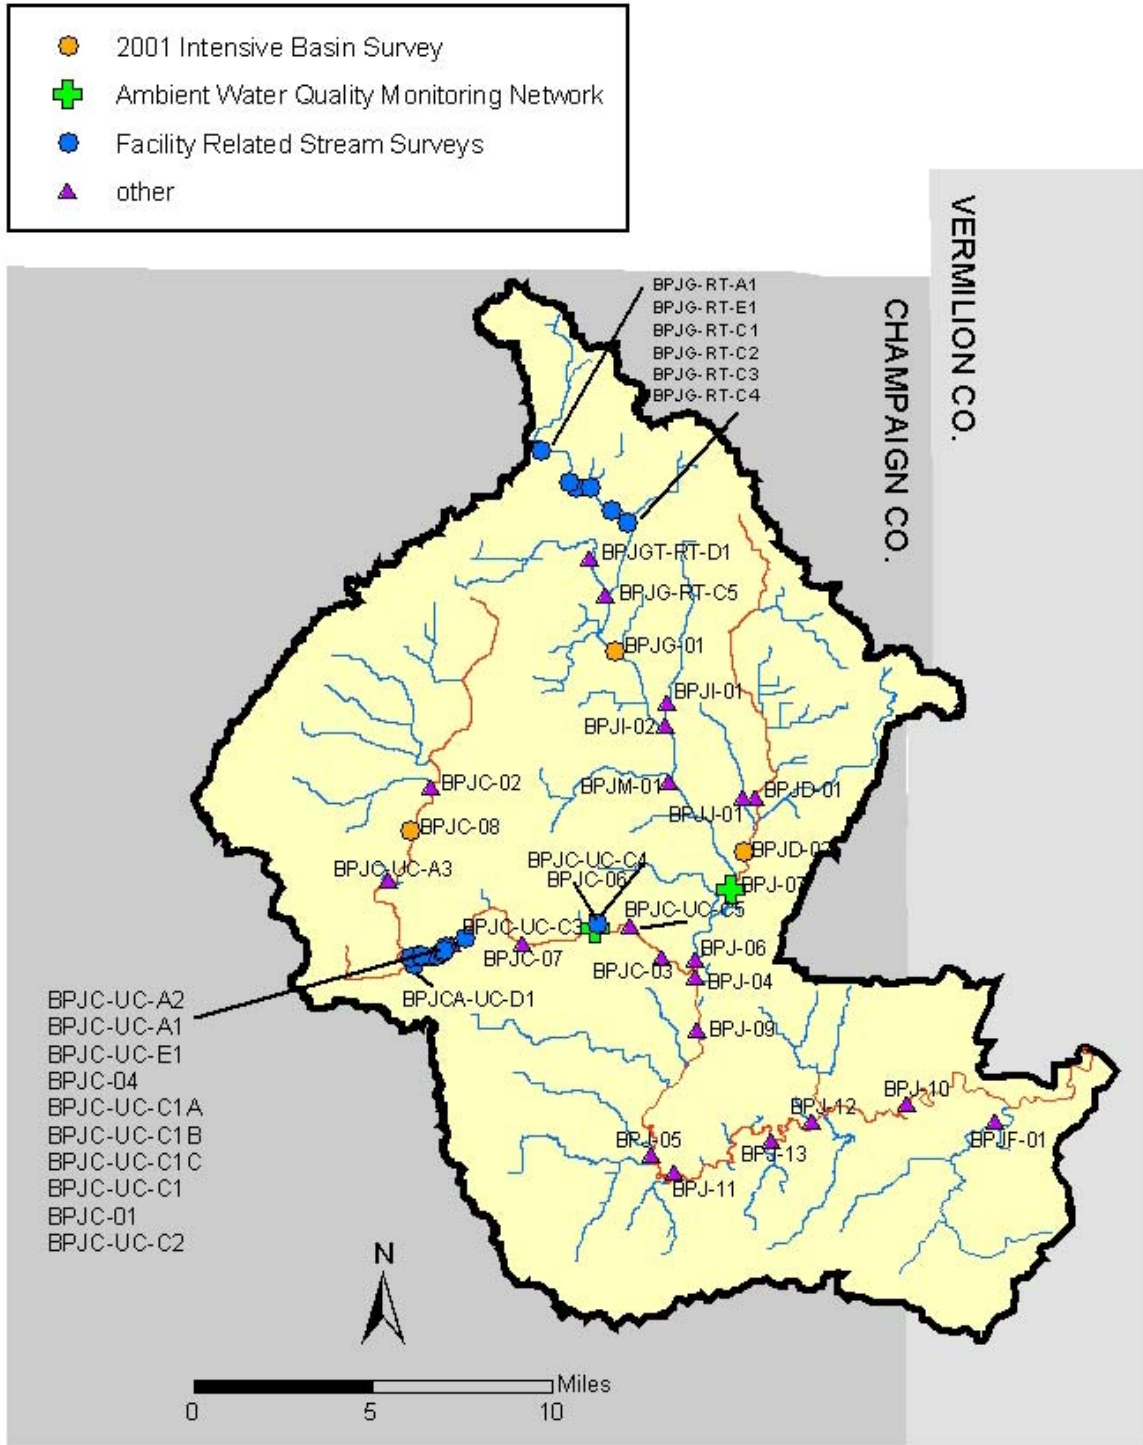 2001 Intensive Basin Survey
Ambient Water Quality Monitoring Network
Facility Related Stream Surveys
other
VERMILION CO.
CHAMPAIGN CO.
BPJG-RT-A1
BPJG-RT-E1
BPJG-RT-C1
BPJG-RT-C2
BPJG-RT-C3
BPJG-RT-C4
BPJGT-RT-D1
BPJG-RT-C5
BPJG-01
BPJI-01
BPJI-02
BPJM-01
BPJC-02
BPJD-01
BPJJ-01
BPJC-08
BPJD-02
BPJC-UC-C4
BPJC-UC-A3
BPJC-06
BPJ-07
BPJC-UC-C5
BPJC-UC-C3
BPJ-06
BPJC-07
BPJC-03
BPJ-04
BPJCA-UC-D1
BPJ-09
BPJC-UC-A2
BPJC-UC-A1
BPJC-UC-E1
BPJC-04
BPJC-UC-C1A
BPJC-UC-C1B
BPJC-UC-C1C
BPJC-UC-C1
BPJC-01
BPJC-UC-C2
BPJ-10
BPJ-12
BPJ-05
BPJF-01
BPJ-13
BPJ-11
N
Miles
0 5 10